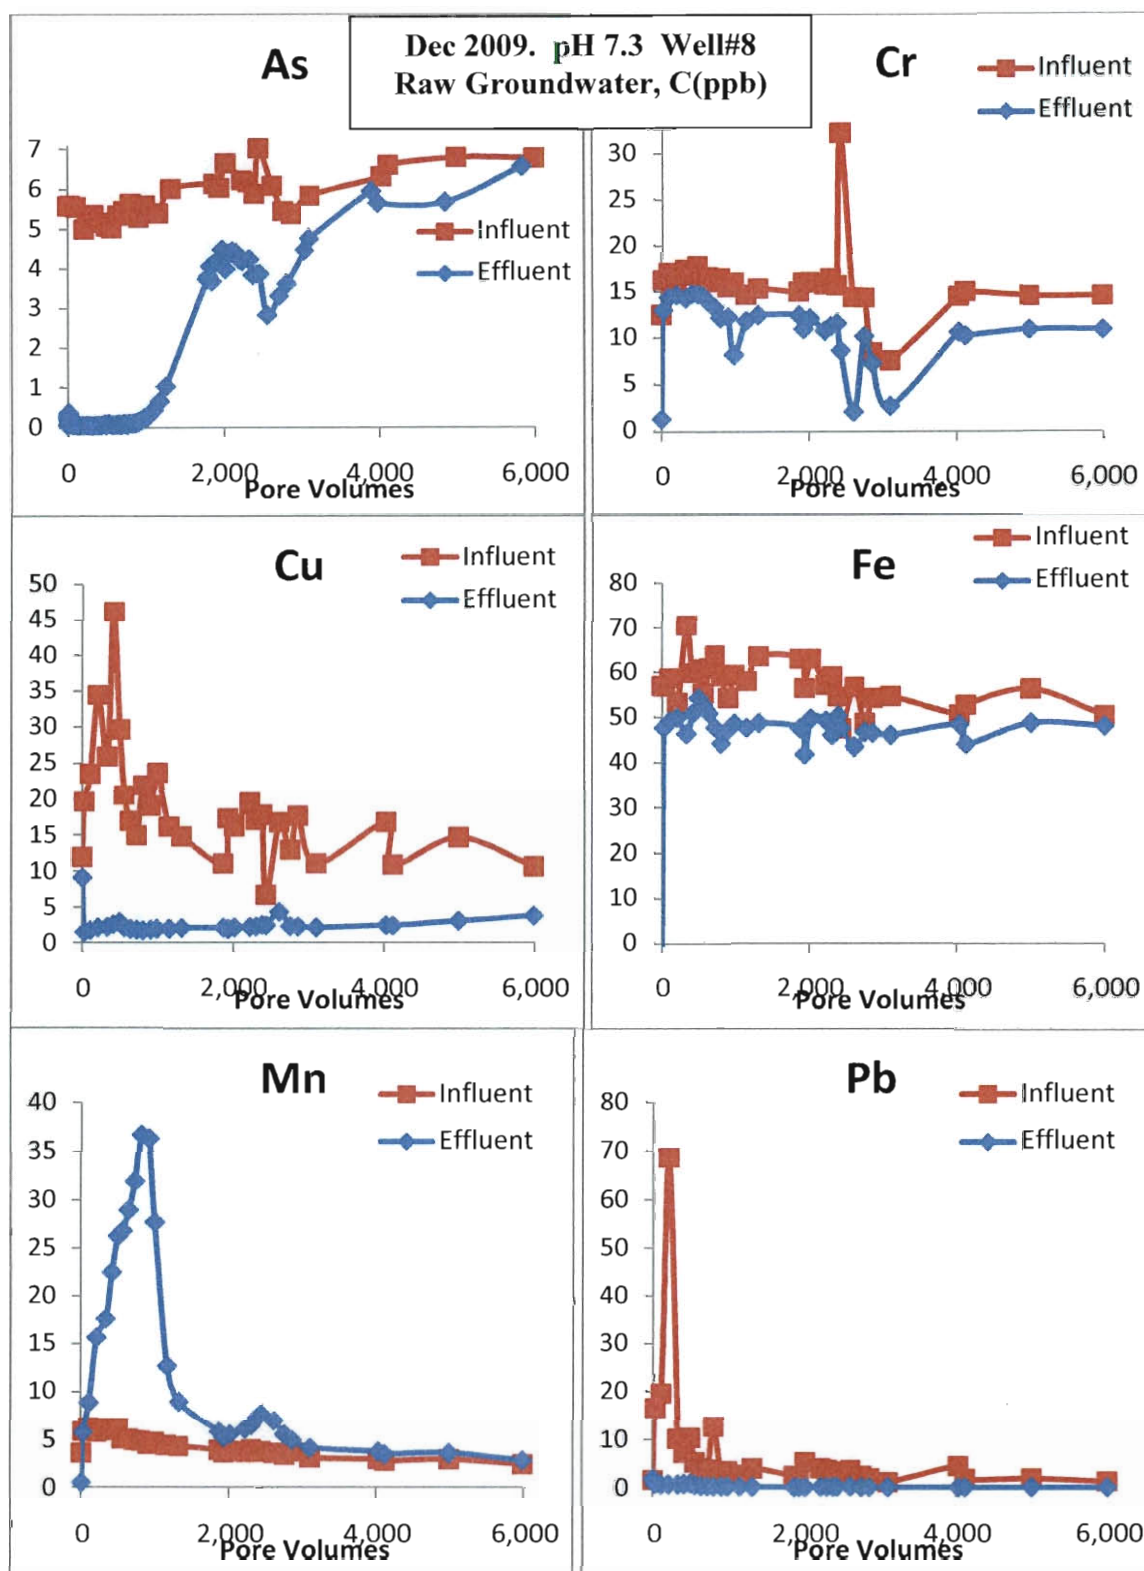 As
Dec 2009. pH 7.3 Well#8
Raw Groundwater, C(ppb)
Cr
Influent
Effluent
7
6
5
4
3
2
1
0
Influent
Effluent
0 2,000 4,000 6,000
Pore Volumes
30
25
20
15
10
5
0
0 2,000 4,000 6,000
Pore Volumes
Cu
Influent
Effluent
50
45
40
35
30
25
20
15
10
5
0
0 2,000 4,000 6,000
Pore Volumes
Fe
Influent
Effluent
80
70
60
50
40
30
20
10
0
0 2,000 4,000 6,000
Pore Volumes
Mn
Influent
Effluent
40
35
30
25
20
15
10
5
0
0 2,000 4,000 6,000
Pore Volumes
Pb
Influent
Effluent
80
70
60
50
40
30
20
10
0
0 2,000 4,000 6,000
Pore Volumes